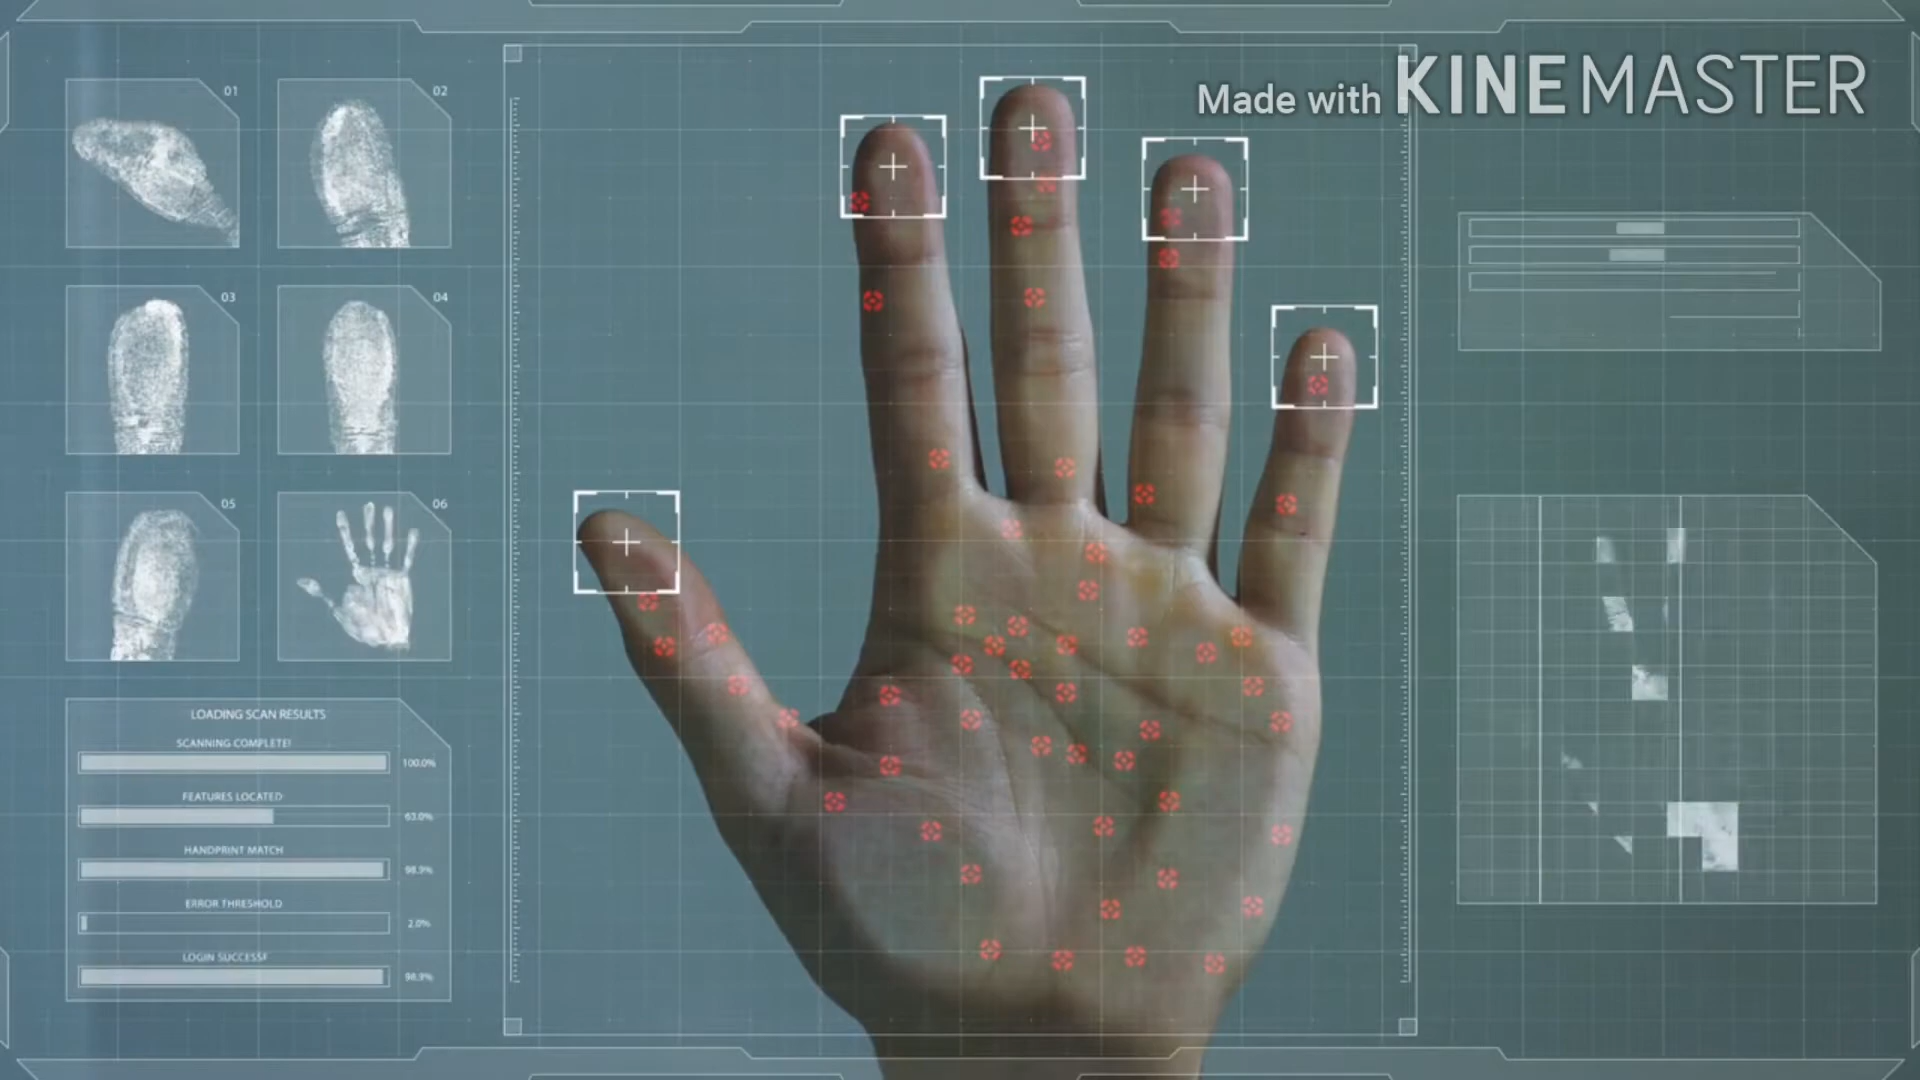 Made with KINEMASTER
01
02
03
04
05
06
LOADING SCAN RESULTS
SCANNING COMPLETE!
100.0%
FEATURES LOCATED
63.0%
HANDPRINT MATCH
98.9%
ERROR THRESHOLD
2.0%
LOGIN SUCCESSF
98.9%